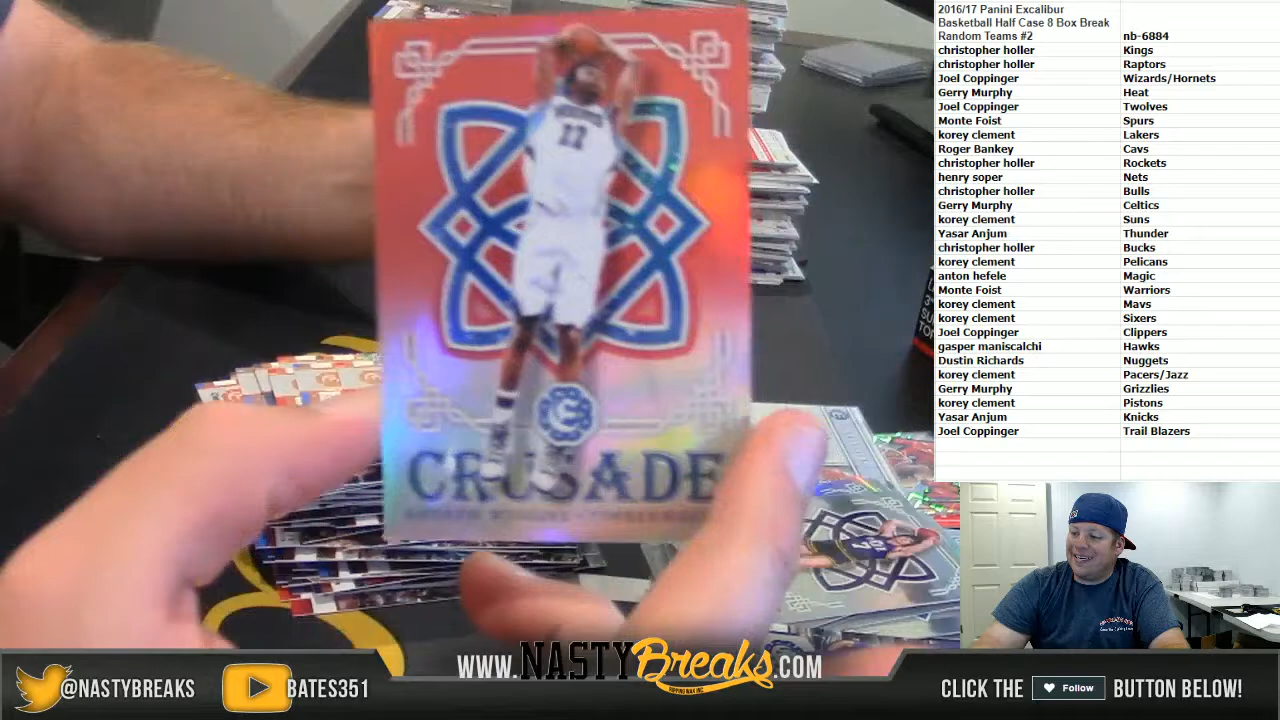 2016/17 Panini Excalibur
Basketball Half Case 8 Box Break
Random Teams #2 nb-6884
christopher holler Kings
christopher holler Raptors
Joel Coppinger Wizards/Hornets
Gerry Murphy Heat
Joel Coppinger Twolves
Monte Foist Spurs
korey clement Lakers
Roger Bankey Cavs
christopher holler Rockets
henry soper Nets
christopher holler Bulls
Gerry Murphy Celtics
korey clement Suns
Yasar Anjum Thunder
christopher holler Bucks
korey clement Pelicans
anton hefele Magic
Monte Foist Warriors
korey clement Mavs
korey clement Sixers
Joel Coppinger Clippers
gasper maniscalchi Hawks
Dustin Richards Nuggets
korey clement Pacers/Jazz
Gerry Murphy Grizzlies
korey clement Pistons
Yasar Anjum Knicks
Joel Coppinger Trail Blazers
22
CRUSADE
@NASTYBREAKS
BATES351
WWW.NASTYBreaks.COM
CLICK THE Follow BUTTON BELOW!